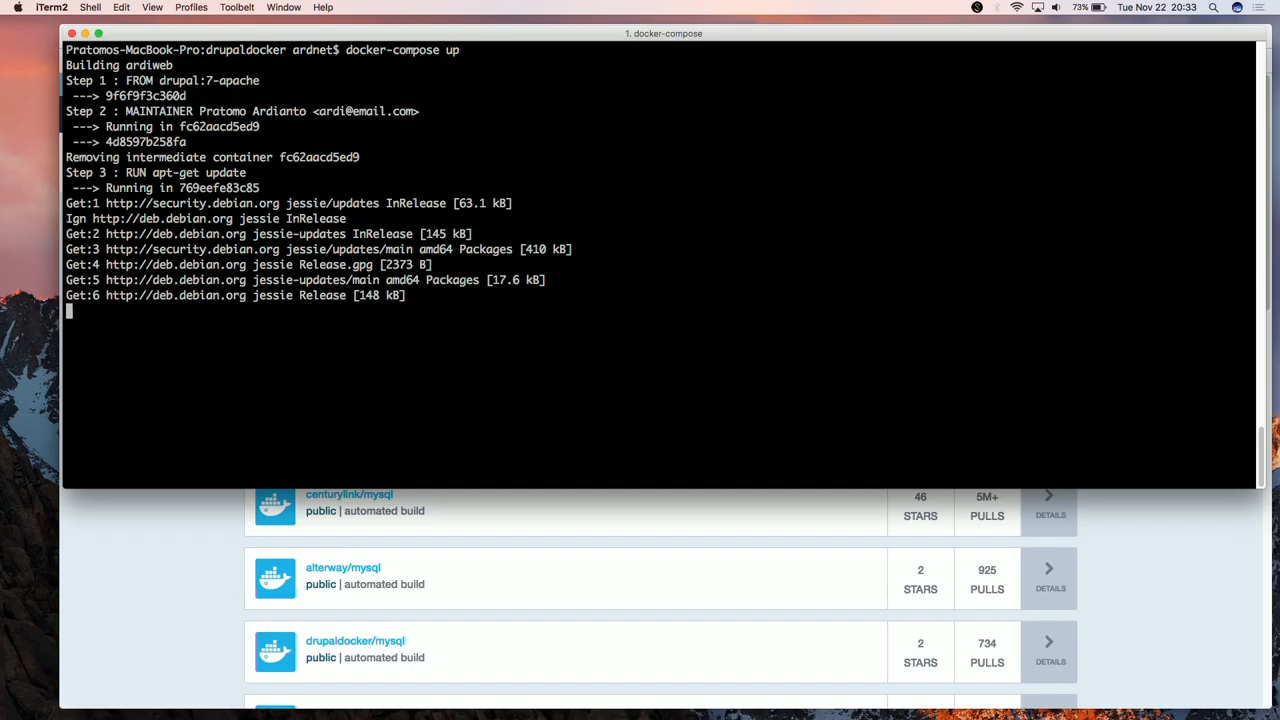 iTerm2 Shell Edit View Profiles Toolbelt Window Help 73% Tue Nov 22 20:33
1. docker-compose
Pratomos-MacBook-Pro:drupaldocker ardnet$ docker-compose up
Building ardiweb
Step 1 : FROM drupal:7-apache
---> 9f6f9f3c360d
Step 2 : MAINTAINER Pratomo Ardianto <ardi@email.com>
---> Running in fc62aacd5ed9
---> 4d8597b258fa
Removing intermediate container fc62aacd5ed9
Step 3 : RUN apt-get update
---> Running in 769eefe83c85
Get:1 http://security.debian.org jessie/updates InRelease [63.1 kB]
Ign http://deb.debian.org jessie InRelease
Get:2 http://deb.debian.org jessie-updates InRelease [145 kB]
Get:3 http://security.debian.org jessie/updates/main amd64 Packages [410 kB]
Get:4 http://deb.debian.org jessie Release.gpg [2373 B]
Get:5 http://deb.debian.org jessie-updates/main amd64 Packages [17.6 kB]
Get:6 http://deb.debian.org jessie Release [148 kB]
centurylink/mysql
public | automated build
46
STARS
5M+
PULLS
DETAILS
alterway/mysql
public | automated build
2
STARS
925
PULLS
DETAILS
drupaldocker/mysql
public | automated build
2
STARS
734
PULLS
DETAILS